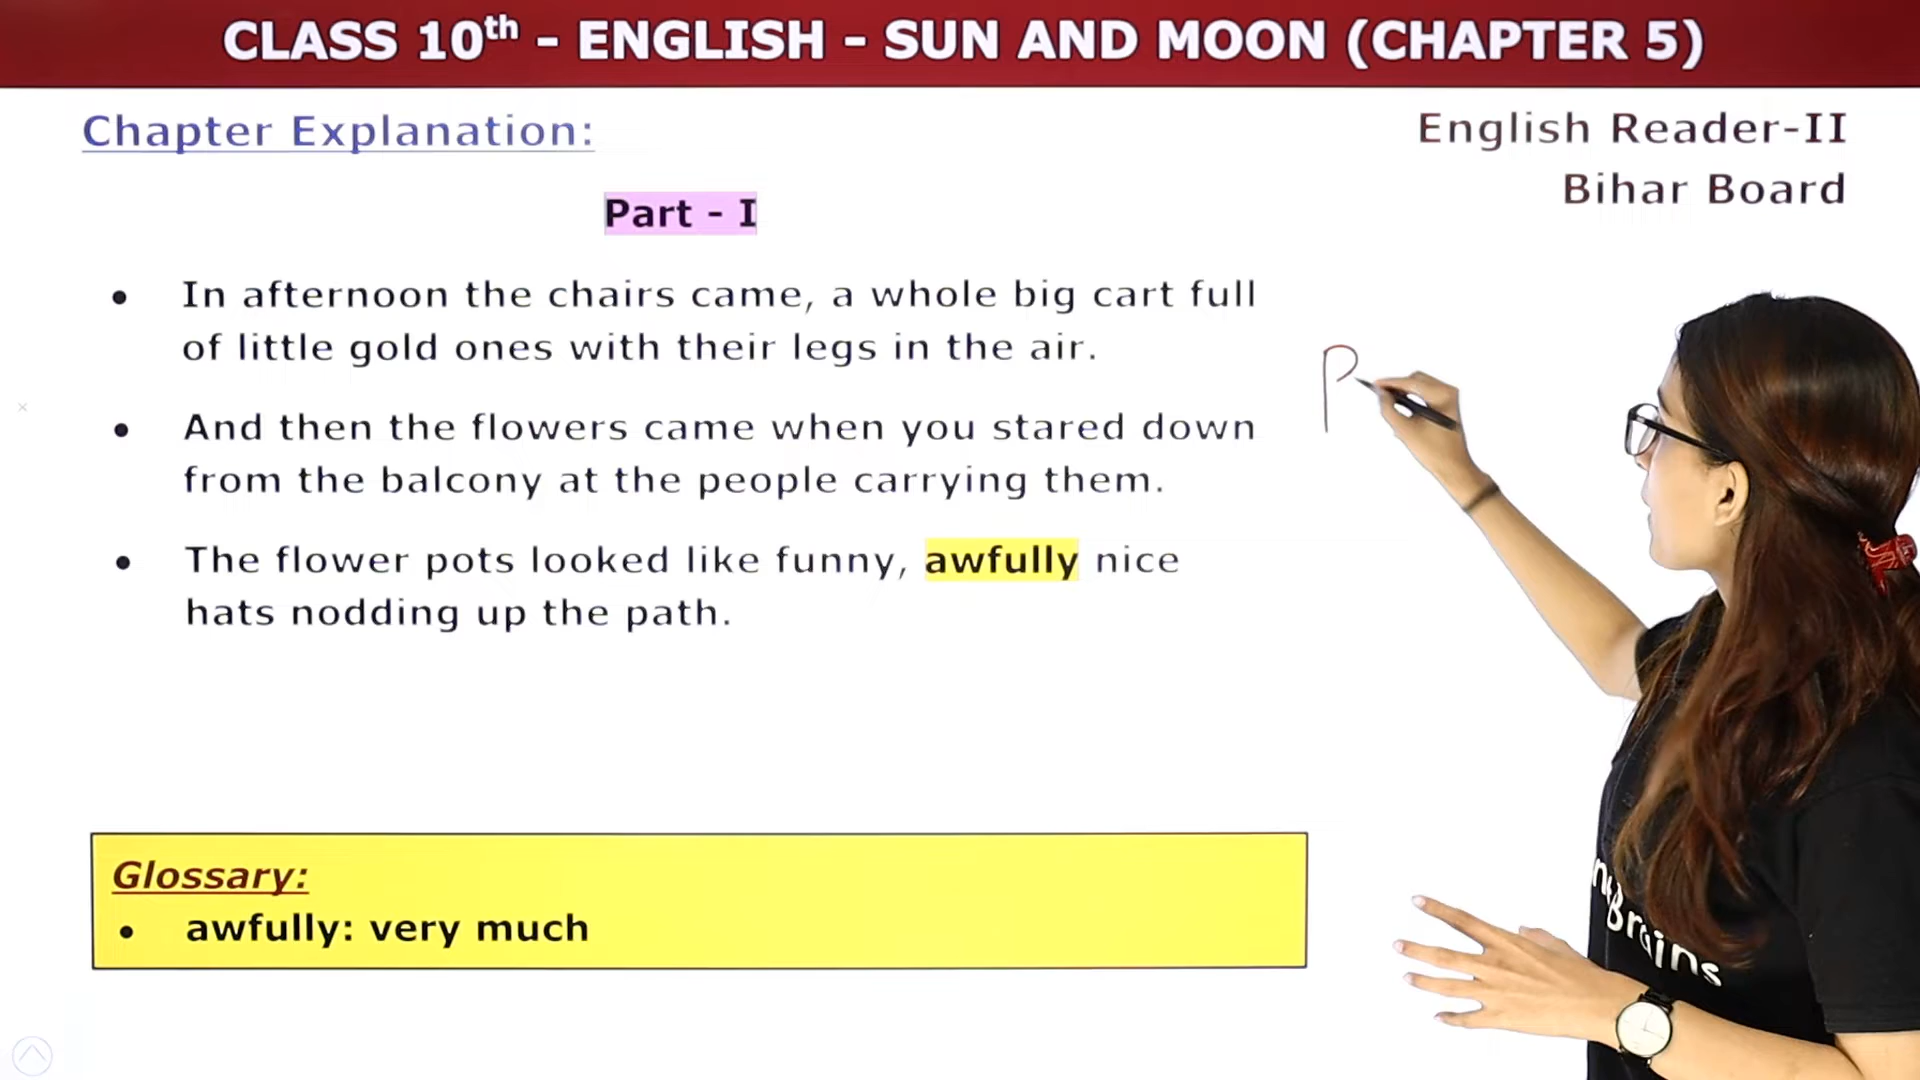 CLASS 10th - ENGLISH - SUN AND MOON (CHAPTER 5)
Chapter Explanation:
English Reader-II
Bihar Board
Part - I
• In afternoon the chairs came, a whole big cart full
of little gold ones with their legs in the air.
• And then the flowers came when you stared down
from the balcony at the people carrying them.
• The flower pots looked like funny, awfully nice
hats nodding up the path.
P
Glossary:
• awfully: very much
Brains